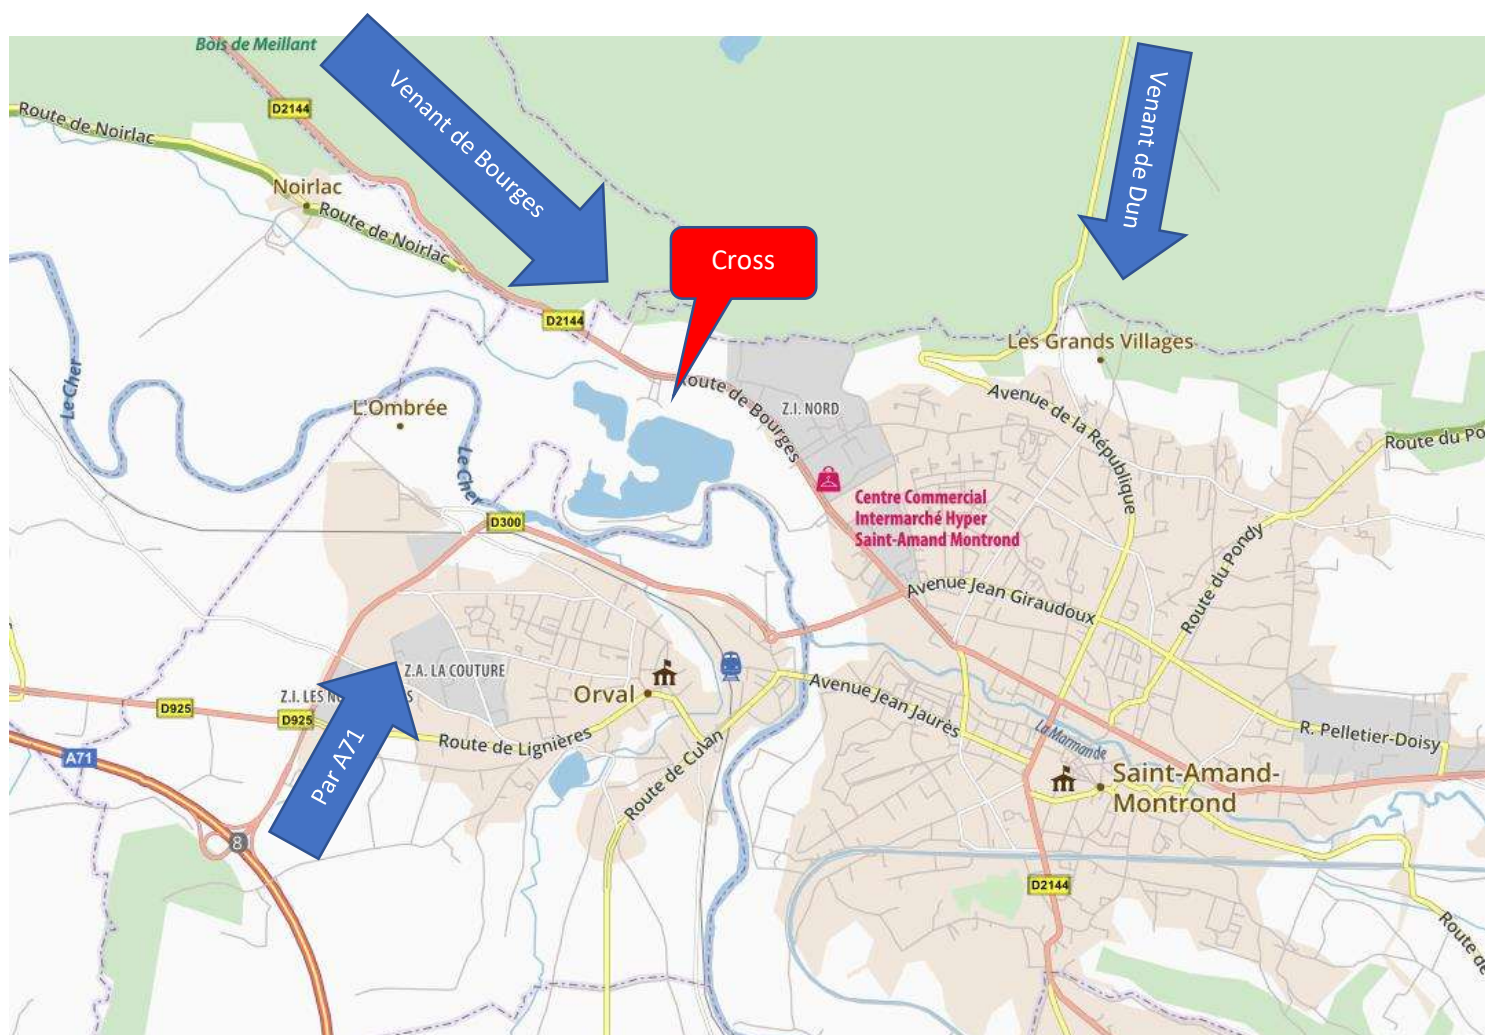 Bois de Meillant
D2144
Route de Noirlac
Venant de Bourges
Venant de Dun
Noirlac
Route de Noirlac
Cross
D2144
Les Grands Villages
Le Cher
L'Ombrée
Route de Bourges
Z.I. NORD
Avenue de la République
Route du Po
Le Cher
Centre Commercial
Intermarché Hyper
Saint-Amand Montrond
D300
Route du Pondy
Avenue Jean Giraudoux
Z.A. LA COUTURE
Orval
Z.I. LES N
S
Avenue Jean Jaurès
D925
D925
Route de Lignières
La Marmande
R. Pelletier-Doisy
A71
Par A71
Route de Culan
Saint-Amand-
Montrond
8
D2144
Route de